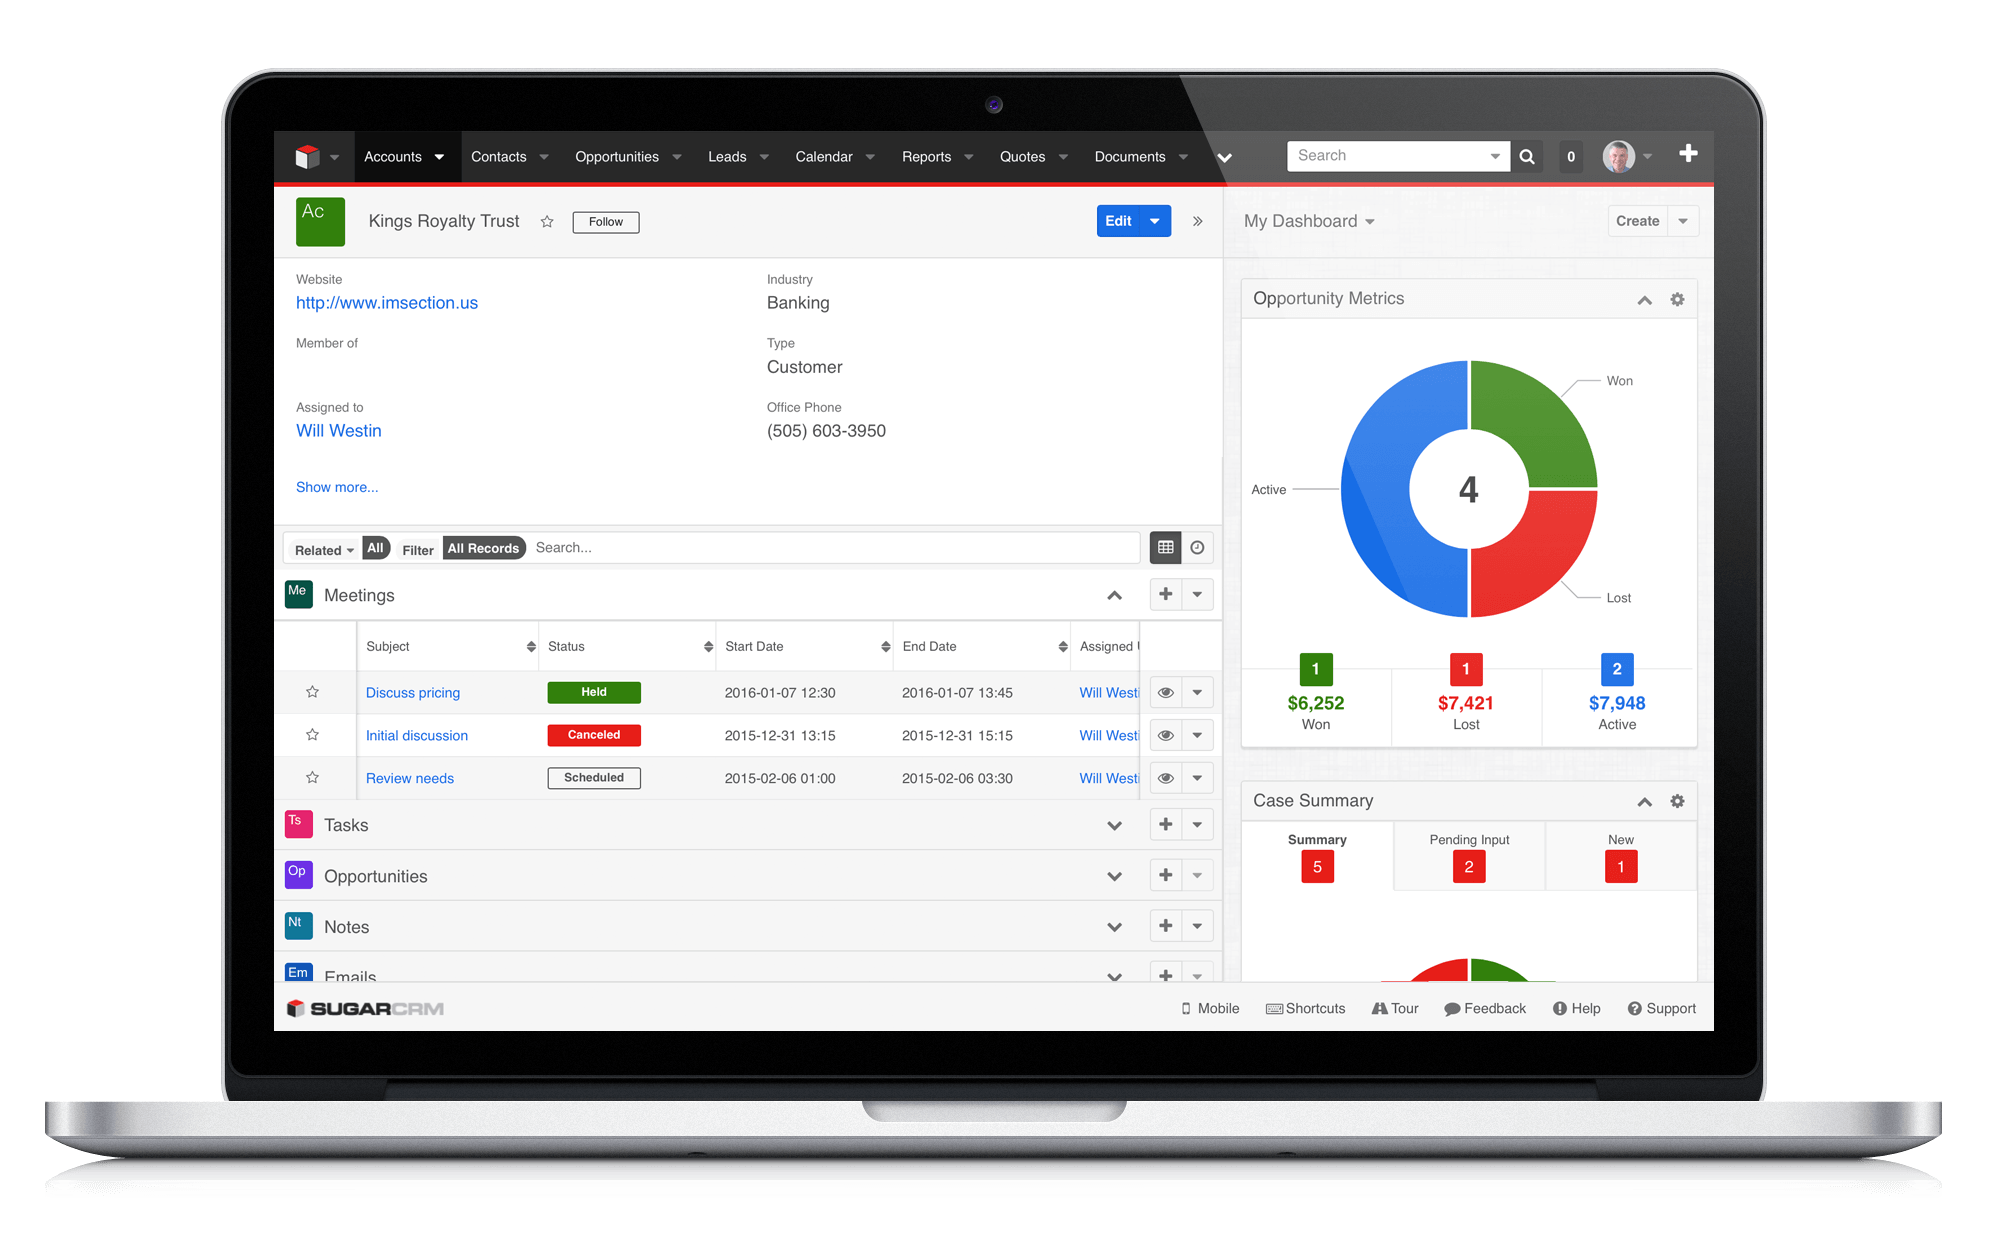 Accounts Contacts Opportunities Leads Calendar Reports Quotes Documents Search 0
Ac
Kings Royalty Trust Follow Edit
My Dashboard Create
Website
http://www.imsection.us
Industry
Banking
Member of
Type
Customer
Assigned to
Will Westin
Office Phone
(505) 603-3950
Show more...
Related All Filter All Records Search...
Me Meetings
Subject Status Start Date End Date Assigned
Discuss pricing Held 2016-01-07 12:30 2016-01-07 13:45 Will Westi
Initial discussion Canceled 2015-12-31 13:15 2015-12-31 15:15 Will Westi
Review needs Scheduled 2015-02-06 01:00 2015-02-06 03:30 Will Westi
Ts Tasks
Op Opportunities
Nt Notes
Em Emails
Opportunity Metrics
Won
Active
4
Lost
1 1 2
$6,252 $7,421 $7,948
Won Lost Active
Case Summary
Summary Pending Input New
5 2 1
SUGARCRM
Mobile Shortcuts Tour Feedback Help Support